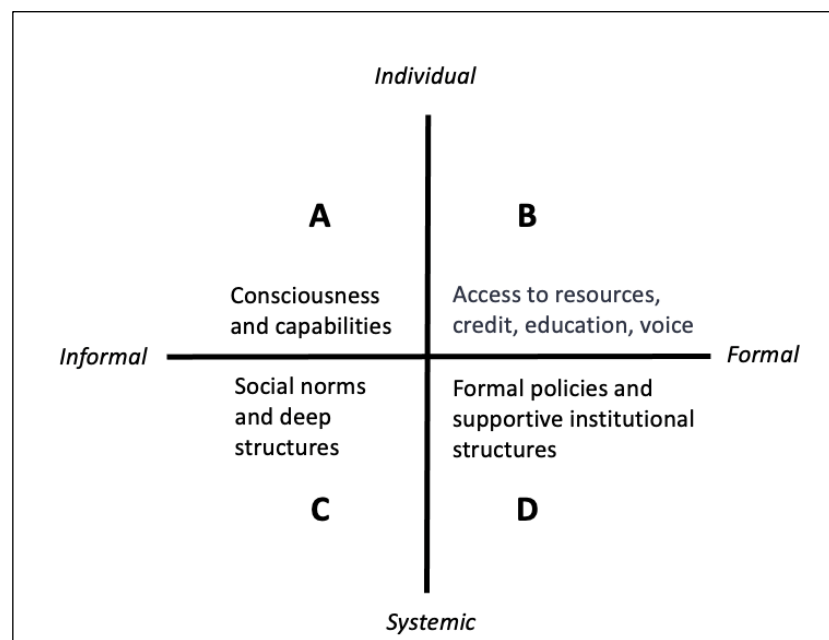 Individual
A
B
Consciousness
and capabilities
Access to resources,
credit, education, voice
Informal
Formal
Social norms
and deep
structures
Formal policies and
supportive institutional
structures
C
D
Systemic